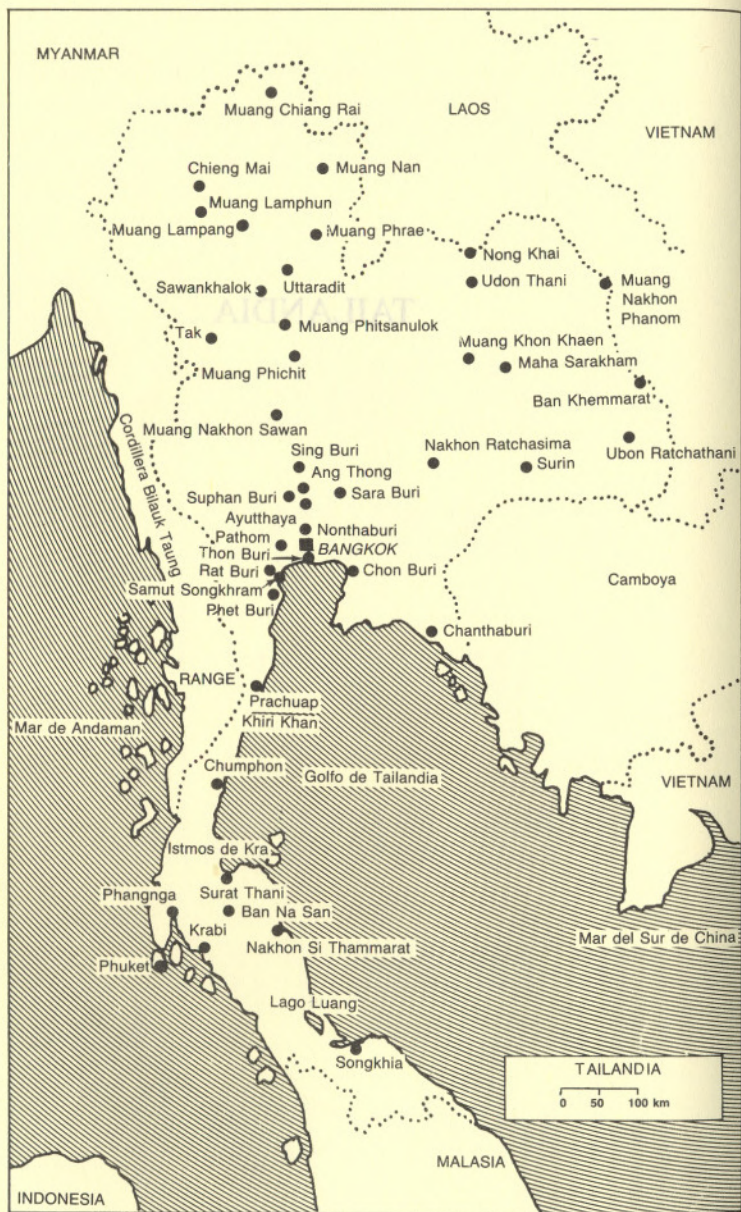 MYANMAR
LAOS
VIETNAM
Muang Chiang Rai
Chieng Mai
Muang Nan
Muang Lamphun
Muang Lampang
Muang Phrae
Nong Khai
Sawankhalok
Uttaradit
Udon Thani
Muang
Nakhon
Phanom
TAILANDIA
Tak
Muang Phitsanulok
Muang Khon Khaen
Muang Phichit
Maha Sarakham
Ban Khemmarat
Muang Nakhon Sawan
Cordillera Bilauk Taung
Sing Buri
Nakhon Ratchasima
Ubon Ratchathani
Ang Thong
Surin
Suphan Buri
Sara Buri
Ayutthaya
Nonthaburi
Pathom
Thon Buri
BANGKOK
Rat Buri
Chon Buri
Camboya
Samut Songkhram
Phet Buri
Chanthaburi
RANGE
Prachuap
Khiri Khan
Mar de Andaman
Chumphon
Golfo de Tailandia
VIETNAM
Istmos de Kra
Surat Thani
Phangnga
Ban Na San
Krabi
Nakhon Si Thammarat
Mar del Sur de China
Phuket
Lago Luang
Songkhia
TAILANDIA
0 50 100 km
MALASIA
INDONESIA